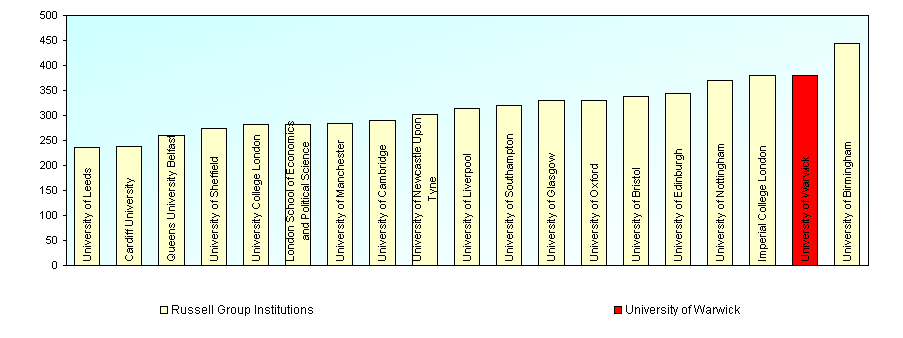 500
450
400
350
300
250
200
150
100
50
0
University of Leeds
Cardiff University
Queens University Belfast
University of Sheffield
University College London
London School of Economics
and Political Science
University of Manchester
University of Cambridge
University of Newcastle Upon
Tyne
University of Liverpool
University of Southampton
University of Glasgow
University of Oxford
University of Bristol
University of Edinburgh
University of Nottingham
Imperial College London
University of Warwick
University of Birmingham
Russell Group Institutions
University of Warwick